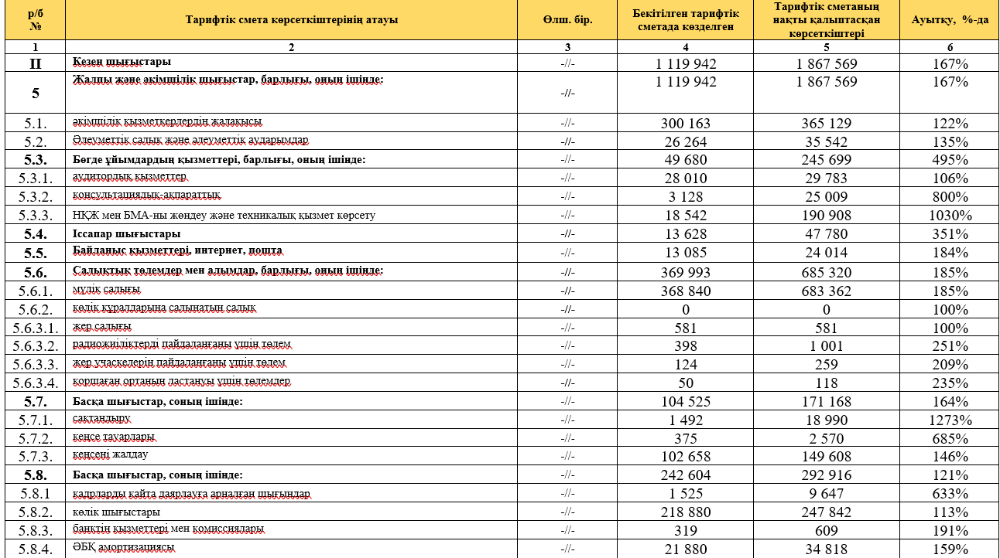 р/б № Тарифтік смета көрсеткіштерінің атауы Өлш. бір. Бекітілген тарифтік сметада көзделген Тарифтік сметаның нақты қалыптасқан көрсеткіштері Ауытқу, %-да
1 2 3 4 5 6
II Кезең шығыстары -//- 1 119 942 1 867 569 167%
5 Жалпы және әкімшілік шығыстар, барлығы, оның ішінде: -//- 1 119 942 1 867 569 167%
5.1. әкімшілік қызметкерлердің жалақысы -//- 300 163 365 129 122%
5.2. Әлеуметтік салық және әлеуметтік аударымдар -//- 26 264 35 542 135%
5.3. Бөгде ұйымдардың қызметтері, барлығы, оның ішінде: -//- 49 680 245 699 495%
5.3.1. аудиторлық қызметтер -//- 28 010 29 783 106%
5.3.2. консультациялық-ақпараттық -//- 3 128 25 009 800%
5.3.3. НҚЖ мен БМА-ны жөндеу және техникалық қызмет көрсету -//- 18 542 190 908 1030%
5.4. Іссапар шығыстары -//- 13 628 47 780 351%
5.5. Байланыс қызметтері, интернет, пошта -//- 13 085 24 014 184%
5.6. Салықтық төлемдер мен алымдар, барлығы, оның ішінде: -//- 369 993 685 320 185%
5.6.1. мүлік салығы -//- 368 840 683 362 185%
5.6.2. көлік құралдарына салынатын салық -//- 0 0 100%
5.6.3.1. жер салығы -//- 581 581 100%
5.6.3.2. радиожиіліктерді пайдаланғаны үшін төлем -//- 398 1 001 251%
5.6.3.3. жер учаскелерін пайдаланғаны үшін төлем -//- 124 259 209%
5.6.3.4. қоршаған ортаның ластануы үшін төлемдер -//- 50 118 235%
5.7. Басқа шығыстар, соның ішінде: -//- 104 525 171 168 164%
5.7.1. сақтандыру -//- 1 492 18 990 1273%
5.7.2. кеңсе тауарлары -//- 375 2 570 685%
5.7.3. кеңсені жалдау -//- 102 658 149 608 146%
5.8. Басқа шығыстар, соның ішінде: -//- 242 604 292 916 121%
5.8.1 кадрларды қайта даярлауға арналған шығындар -//- 1 525 9 647 633%
5.8.2. көлік шығыстары -//- 218 880 247 842 113%
5.8.3. банктің қызметтері мен комиссиялары -//- 319 609 191%
5.8.4. ӘБҚ амортизациясы -//- 21 880 34 818 159%